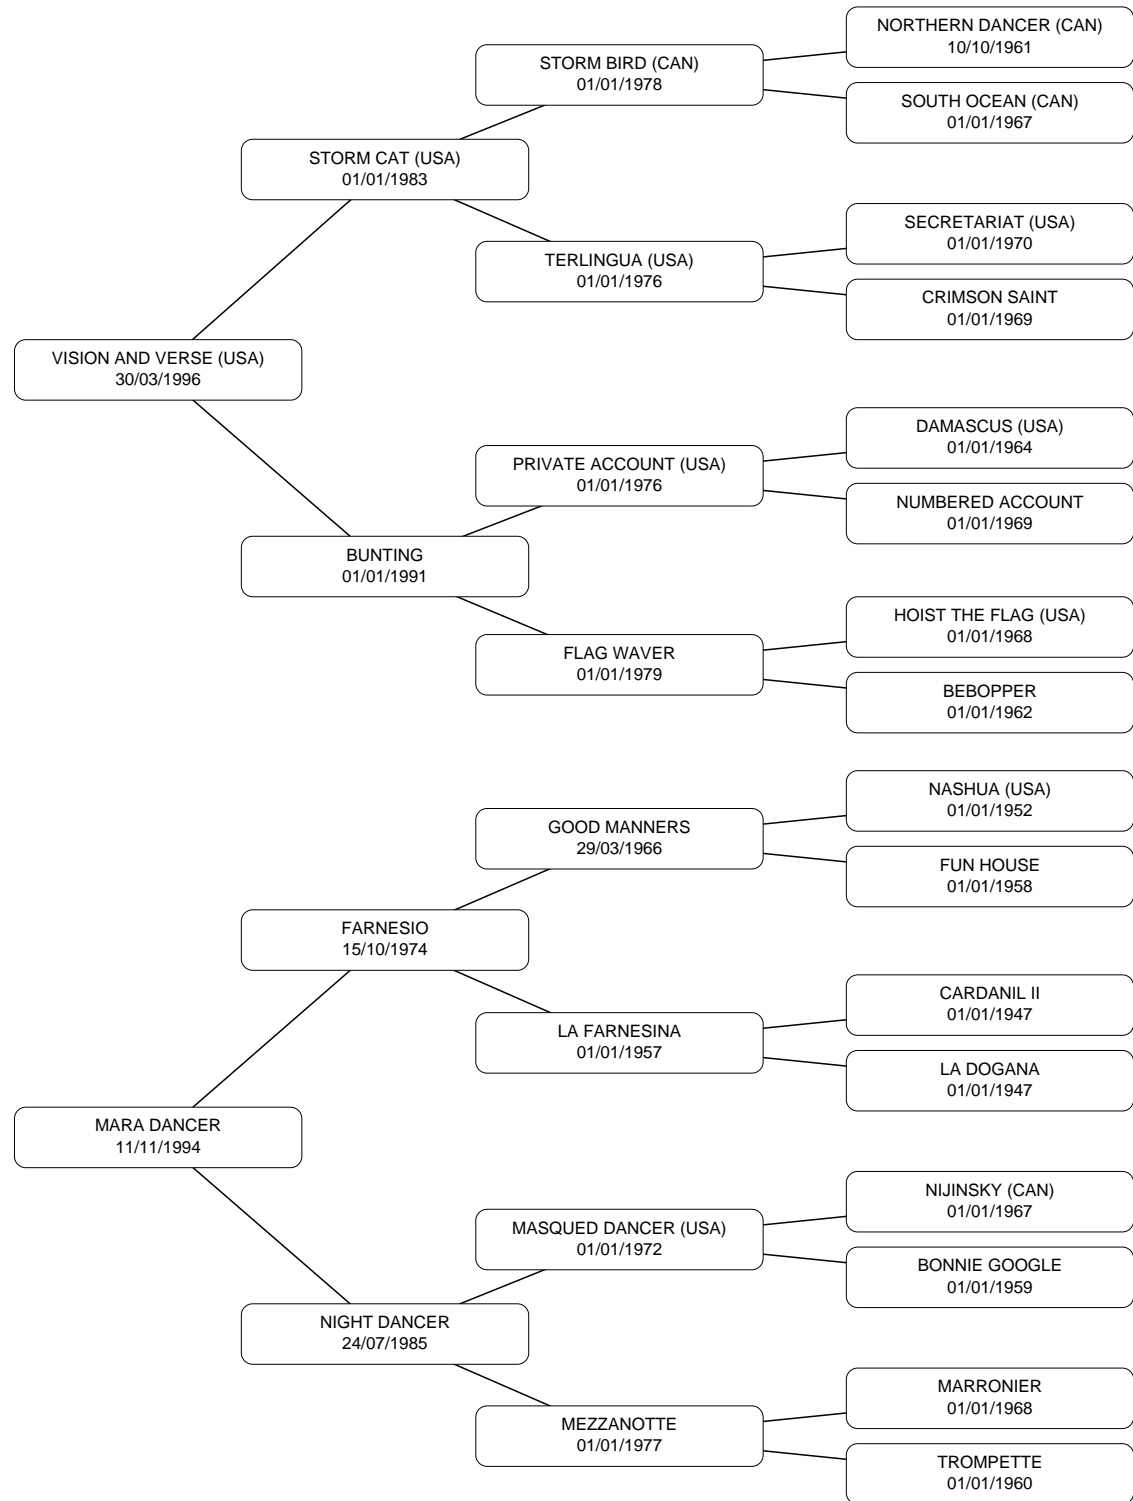 NORTHERN DANCER (CAN)
10/10/1961
STORM BIRD (CAN)
01/01/1978
SOUTH OCEAN (CAN)
01/01/1967
STORM CAT (USA)
01/01/1983
SECRETARIAT (USA)
01/01/1970
TERLINGUA (USA)
01/01/1976
CRIMSON SAINT
01/01/1969
VISION AND VERSE (USA)
30/03/1996
DAMASCUS (USA)
01/01/1964
PRIVATE ACCOUNT (USA)
01/01/1976
NUMBERED ACCOUNT
01/01/1969
BUNTING
01/01/1991
HOIST THE FLAG (USA)
01/01/1968
FLAG WAVER
01/01/1979
BEBOPPER
01/01/1962
NASHUA (USA)
01/01/1952
GOOD MANNERS
29/03/1966
FUN HOUSE
01/01/1958
FARNESIO
15/10/1974
CARDANIL II
01/01/1947
LA FARNESINA
01/01/1957
LA DOGANA
01/01/1947
MARA DANCER
11/11/1994
NIJINSKY (CAN)
01/01/1967
MASQUED DANCER (USA)
01/01/1972
BONNIE GOOGLE
01/01/1959
NIGHT DANCER
24/07/1985
MARRONIER
01/01/1968
MEZZANOTTE
01/01/1977
TROMPETTE
01/01/1960